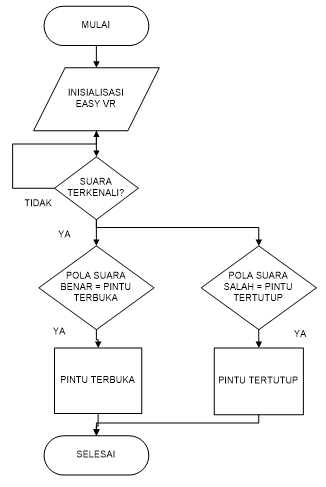 MULAI
INISIALISASI
EASY VR
SUARA
TERKENALI?
TIDAK
YA
POLA SUARA
BENAR = PINTU
TERBUKA
POLA SUARA
SALAH = PINTU
TERTUTUP
YA
YA
PINTU TERBUKA
PINTU TERTUTUP
SELESAI